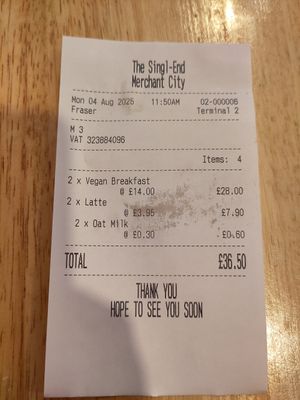 The Singl-End
Merchant City
Mon 04 Aug 2025 11:50AM 02-000006
Fraser Terminal 2
M 3
VAT 323884096
Items: 4
2 x Vegan Breakfast
@ £14.00 £28.00
2 x Latte
@ £3.95 £7.90
2 x Oat Milk
@ £0.30 £0.60
TOTAL £36.50
THANK YOU
HOPE TO SEE YOU SOON